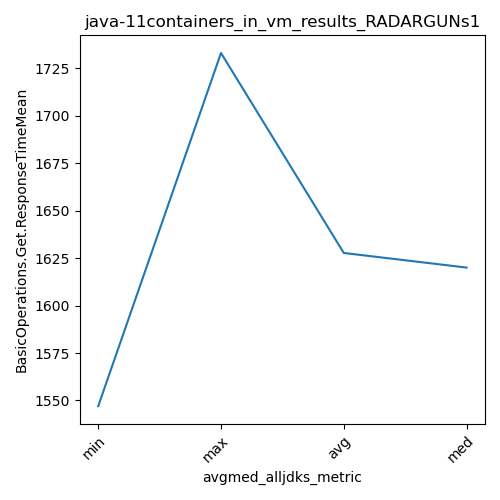 java-11containers_in_vm_results_RADARGUNs1
BasicOperations.Get.ResponseTimeMean
1725
1700
1675
1650
1625
1600
1575
1550
min
max
avg
med
avgmed_alljdks_metric